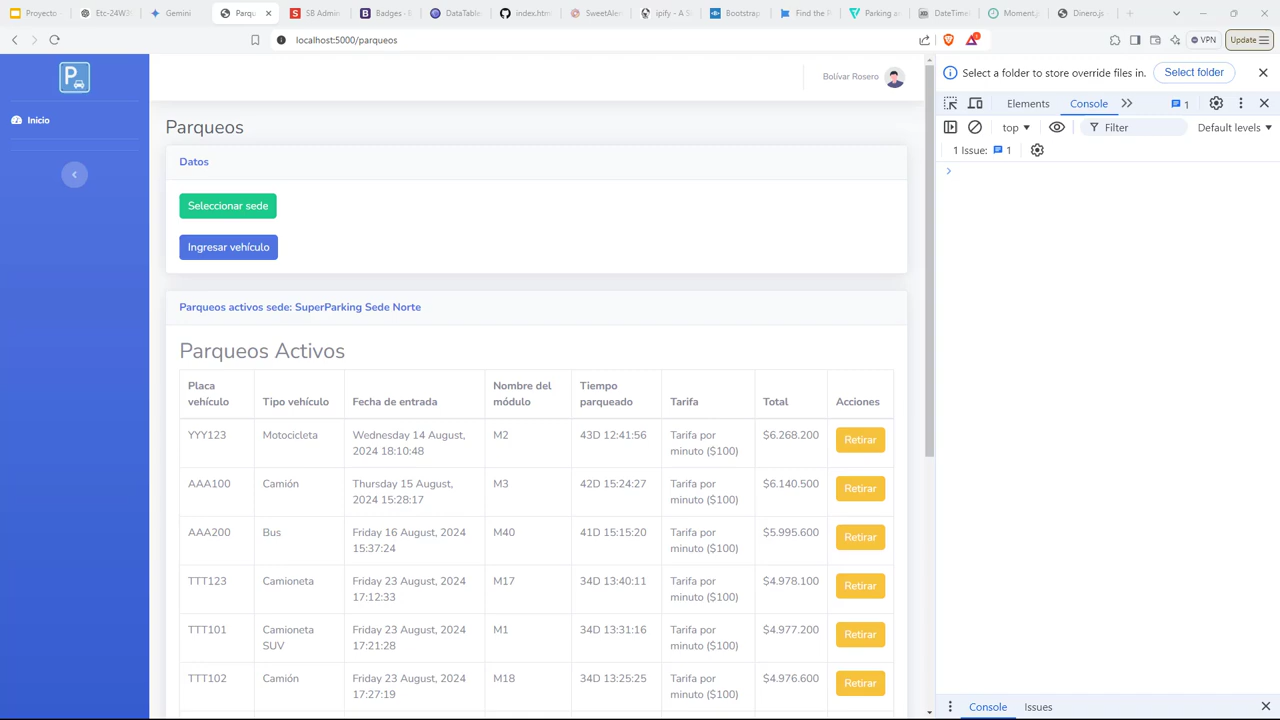 Proyecto
Etc-24W3
Gemini
Parqu
SB Admin
Badges
DataTable
index.htm
SweetAler
ipify - A S
Bootstrap
Find the
Parking a
DateTime
Moment.j
Dinero.js
localhost:5000/parqueos
VPN
Update
P
Inicio
Bolívar Rosero
Parqueos
Datos
Seleccionar sede
Ingresar vehículo
Parqueos activos sede: SuperParking Sede Norte
Parqueos Activos
Placa vehículo Tipo vehículo Fecha de entrada Nombre del módulo Tiempo parqueado Tarifa Total Acciones
YYY123 Motocicleta Wednesday 14 August, 2024 18:10:48 M2 43D 12:41:56 Tarifa por minuto ($100) $6.268.200 Retirar
AAA100 Camión Thursday 15 August, 2024 15:28:17 M3 42D 15:24:27 Tarifa por minuto ($100) $6.140.500 Retirar
AAA200 Bus Friday 16 August, 2024 15:37:24 M40 41D 15:15:20 Tarifa por minuto ($100) $5.995.600 Retirar
TTT123 Camioneta Friday 23 August, 2024 17:12:33 M17 34D 13:40:11 Tarifa por minuto ($100) $4.978.100 Retirar
TTT101 Camioneta SUV Friday 23 August, 2024 17:21:28 M1 34D 13:31:16 Tarifa por minuto ($100) $4.977.200 Retirar
TTT102 Camión Friday 23 August, 2024 17:27:19 M18 34D 13:25:25 Tarifa por minuto ($100) $4.976.600 Retirar
Select a folder to store override files in.
Select folder
Elements
Console
1
top
Filter
Default levels
1 Issue: 1
Console
Issues